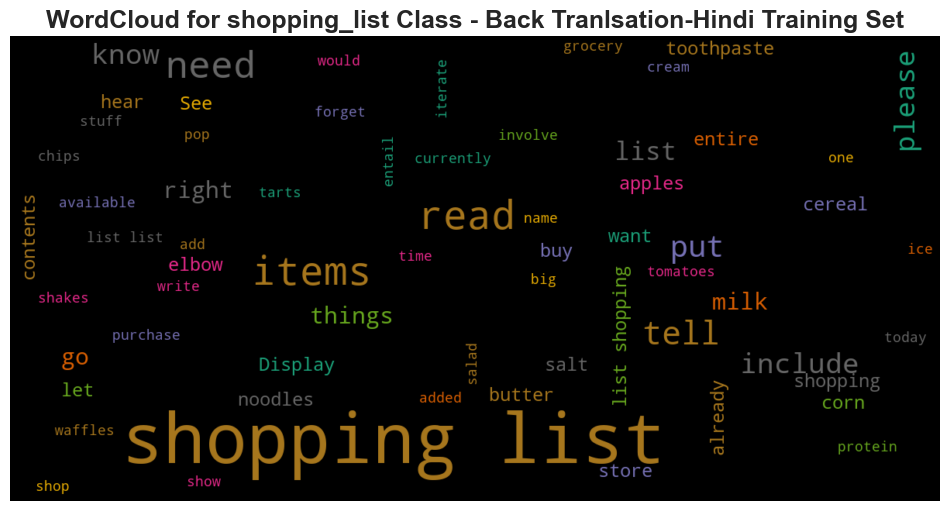 WordCloud for shopping_list Class - Back Tranlsation-Hindi Training Set
know
need
would
iterate
grocery
toothpaste
cream
please
hear
See
stuff
forget
pop
involve
entire
chips
entail
currently
list
one
right
tarts
apples
available
contents
read
name
cereal
list list
add
want
put
ice
elbow
items
time
buy
tomatoes
write
big
shakes
things
list shopping
milk
purchase
tell
today
go
Display
salad
salt
include
shopping
let
noodles
added
butter
already
corn
waffles
shopping list
protein
store
shop
show